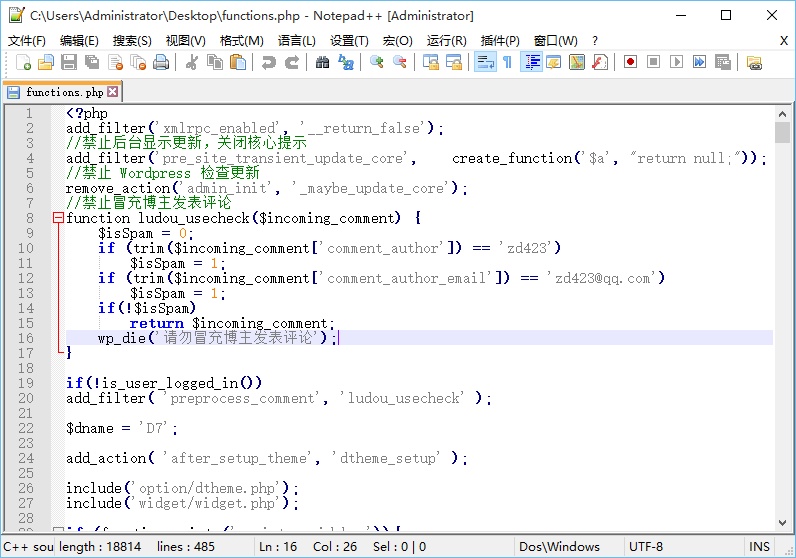 C:\Users\Administrator\Desktop\functions.php - Notepad++ [Administrator]
文件(F) 编辑(E) 搜索(S) 视图(V) 格式(M) 语言(L) 设置(T) 宏(O) 运行(R) 插件(P) 窗口(W) ? X
functions.php
1 <?php
2 add_filter('xmlrpc_enabled', '__return_false');
3 //禁止后台显示更新，关闭核心提示
4 add_filter('pre_site_transient_update_core',    create_function('$a', "return null;"));
5 //禁止 Wordpress 检查更新
6 remove_action('admin_init', '_maybe_update_core');
7 //禁止冒充博主发表评论
8 function ludou_usecheck($incoming_comment) {
9     $isSpam = 0;
10     if (trim($incoming_comment['comment_author']) == 'zd423')
11         $isSpam = 1;
12     if (trim($incoming_comment['comment_author_email']) == 'zd423@qq.com')
13         $isSpam = 1;
14     if(!$isSpam)
15         return $incoming_comment;
16     wp_die('请勿冒充博主发表评论');
17 }
18
19 if(!is_user_logged_in())
20 add_filter( 'preprocess_comment', 'ludou_usecheck' );
21
22 $dname = 'D7';
23
24 add_action( 'after_setup_theme', 'dtheme_setup' );
25
26 include('option/dtheme.php');
27 include('widget/widget.php');
28
C++ sou length : 18814 lines : 485 Ln : 16 Col : 26 Sel : 0 | 0 Dos\Windows UTF-8 INS